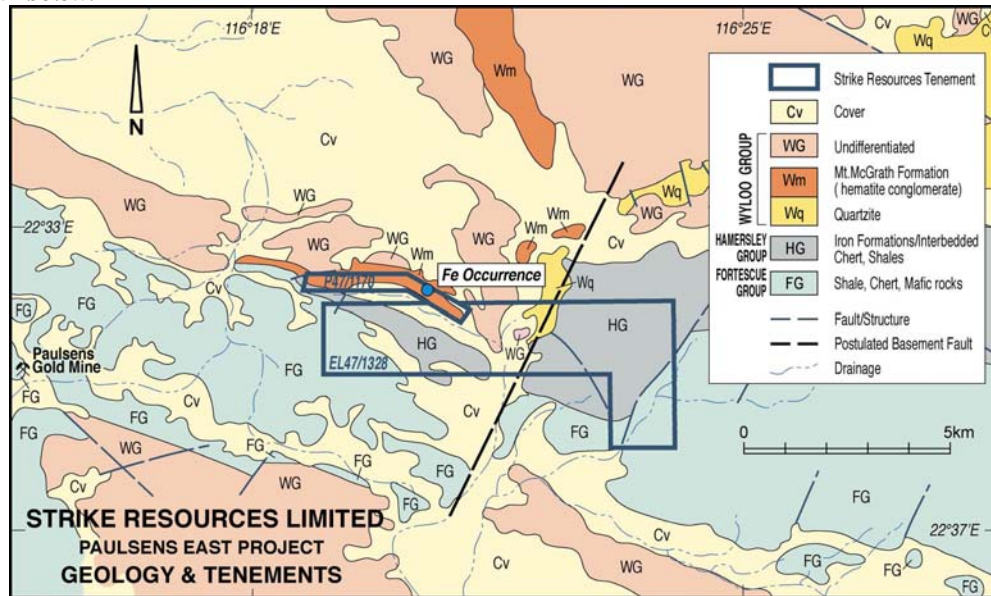 116°18'E
116°25'E
Cv
WG
Wq
WG
WG
Wm
WG
Cv
N
Strike Resources Tenement
Cv Cover
WYLOO GROUP
WG Undifferentiated
Wm Mt.McGrath Formation
( hematite conglomerate)
Wq Quartzite
HAMERSLEY
GROUP
HG Iron Formations/Interbedded
Chert, Shales
FORTESCUE
GROUP
FG Shale, Chert, Mafic rocks
Fault/Structure
Postulated Basement Fault
Drainage
0 5km
WG
WG
Wq
WG
22°33'E
WG
WG
Wm
Wm
Wm
Cv
Fe Occurrence
P47/1170
Cv
FG
FG
Wq
HG
HG
WG
EL47/1328
Paulsens
Gold Mine
FG
FG
FG
Cv
Cv
FG
FG
WG
FG
FG
FG
FG
Cv
WG
FG
FG
22°37'E
Cv
FG
FG
Cv
WG
STRIKE RESOURCES LIMITED
PAULSENS EAST PROJECT
GEOLOGY & TENEMENTS